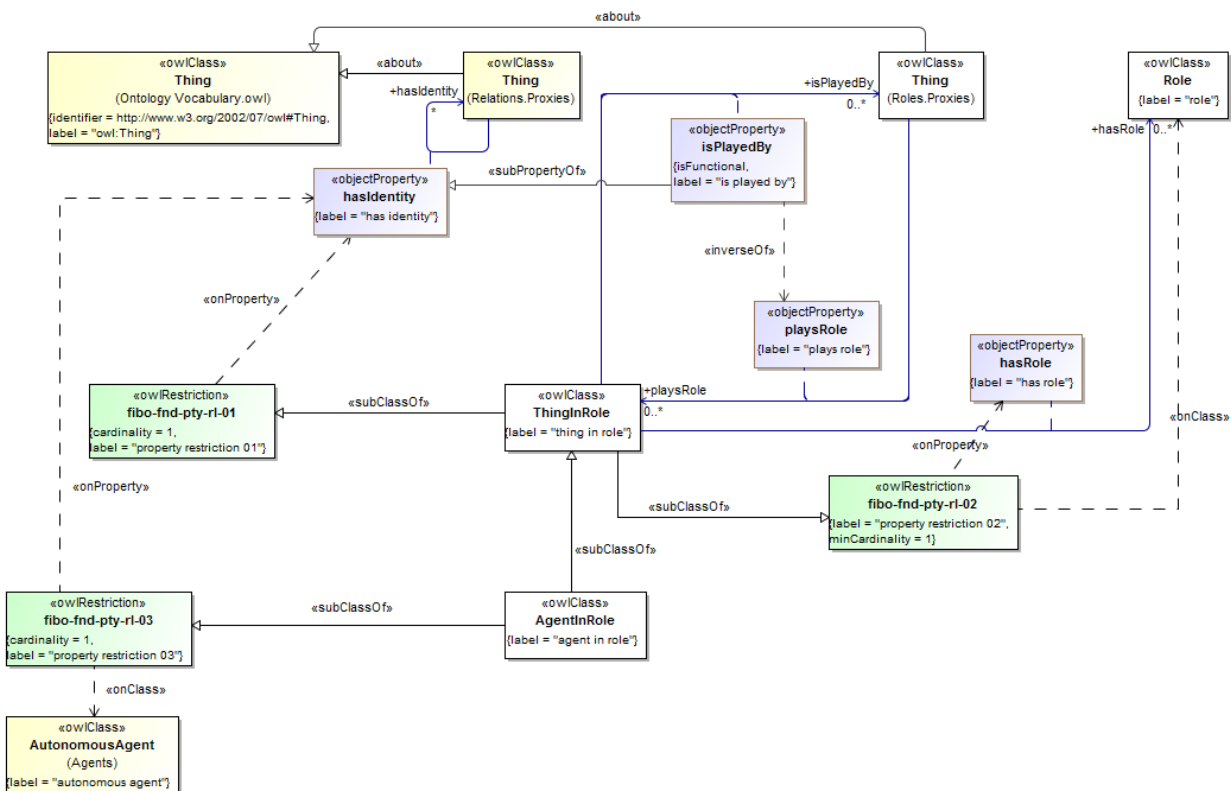 «about»
«owlClass»
Thing
(Ontology Vocabulary.owl)
{identifier = http://www.w3.org/2002/07/owl#Thing,
label = "owl:Thing"}
«about»
«owlClass»
Thing
(Relations.Proxies)
+hasIdentity
*
+isPlayedBy
0..*
«owlClass»
Thing
(Roles.Proxies)
«owlClass»
Role
{label = "role"}
+hasRole
0..*
«objectProperty»
isPlayedBy
{isFunctional,
label = "is played by"}
«subPropertyOf»
«objectProperty»
hasIdentity
{label = "has identity"}
«inverseOf»
«onProperty»
«objectProperty»
playsRole
{label = "plays role"}
«objectProperty»
hasRole
{label = "has role"}
«owlRestriction»
fibo-fnd-pty-rl-01
{cardinality = 1,
label = "property restriction 01"}
«subClassOf»
«owlClass»
ThingInRole
{label = "thing in role"}
+playsRole
0..*
«onClass»
«onProperty»
«onProperty»
«owlRestriction»
fibo-fnd-pty-rl-02
{label = "property restriction 02",
minCardinality = 1}
«subClassOf»
«subClassOf»
«owlRestriction»
fibo-fnd-pty-rl-03
{cardinality = 1,
label = "property restriction 03"}
«subClassOf»
«owlClass»
AgentInRole
{label = "agent in role"}
«onClass»
«owlClass»
AutonomousAgent
(Agents)
{label = "autonomous agent"}